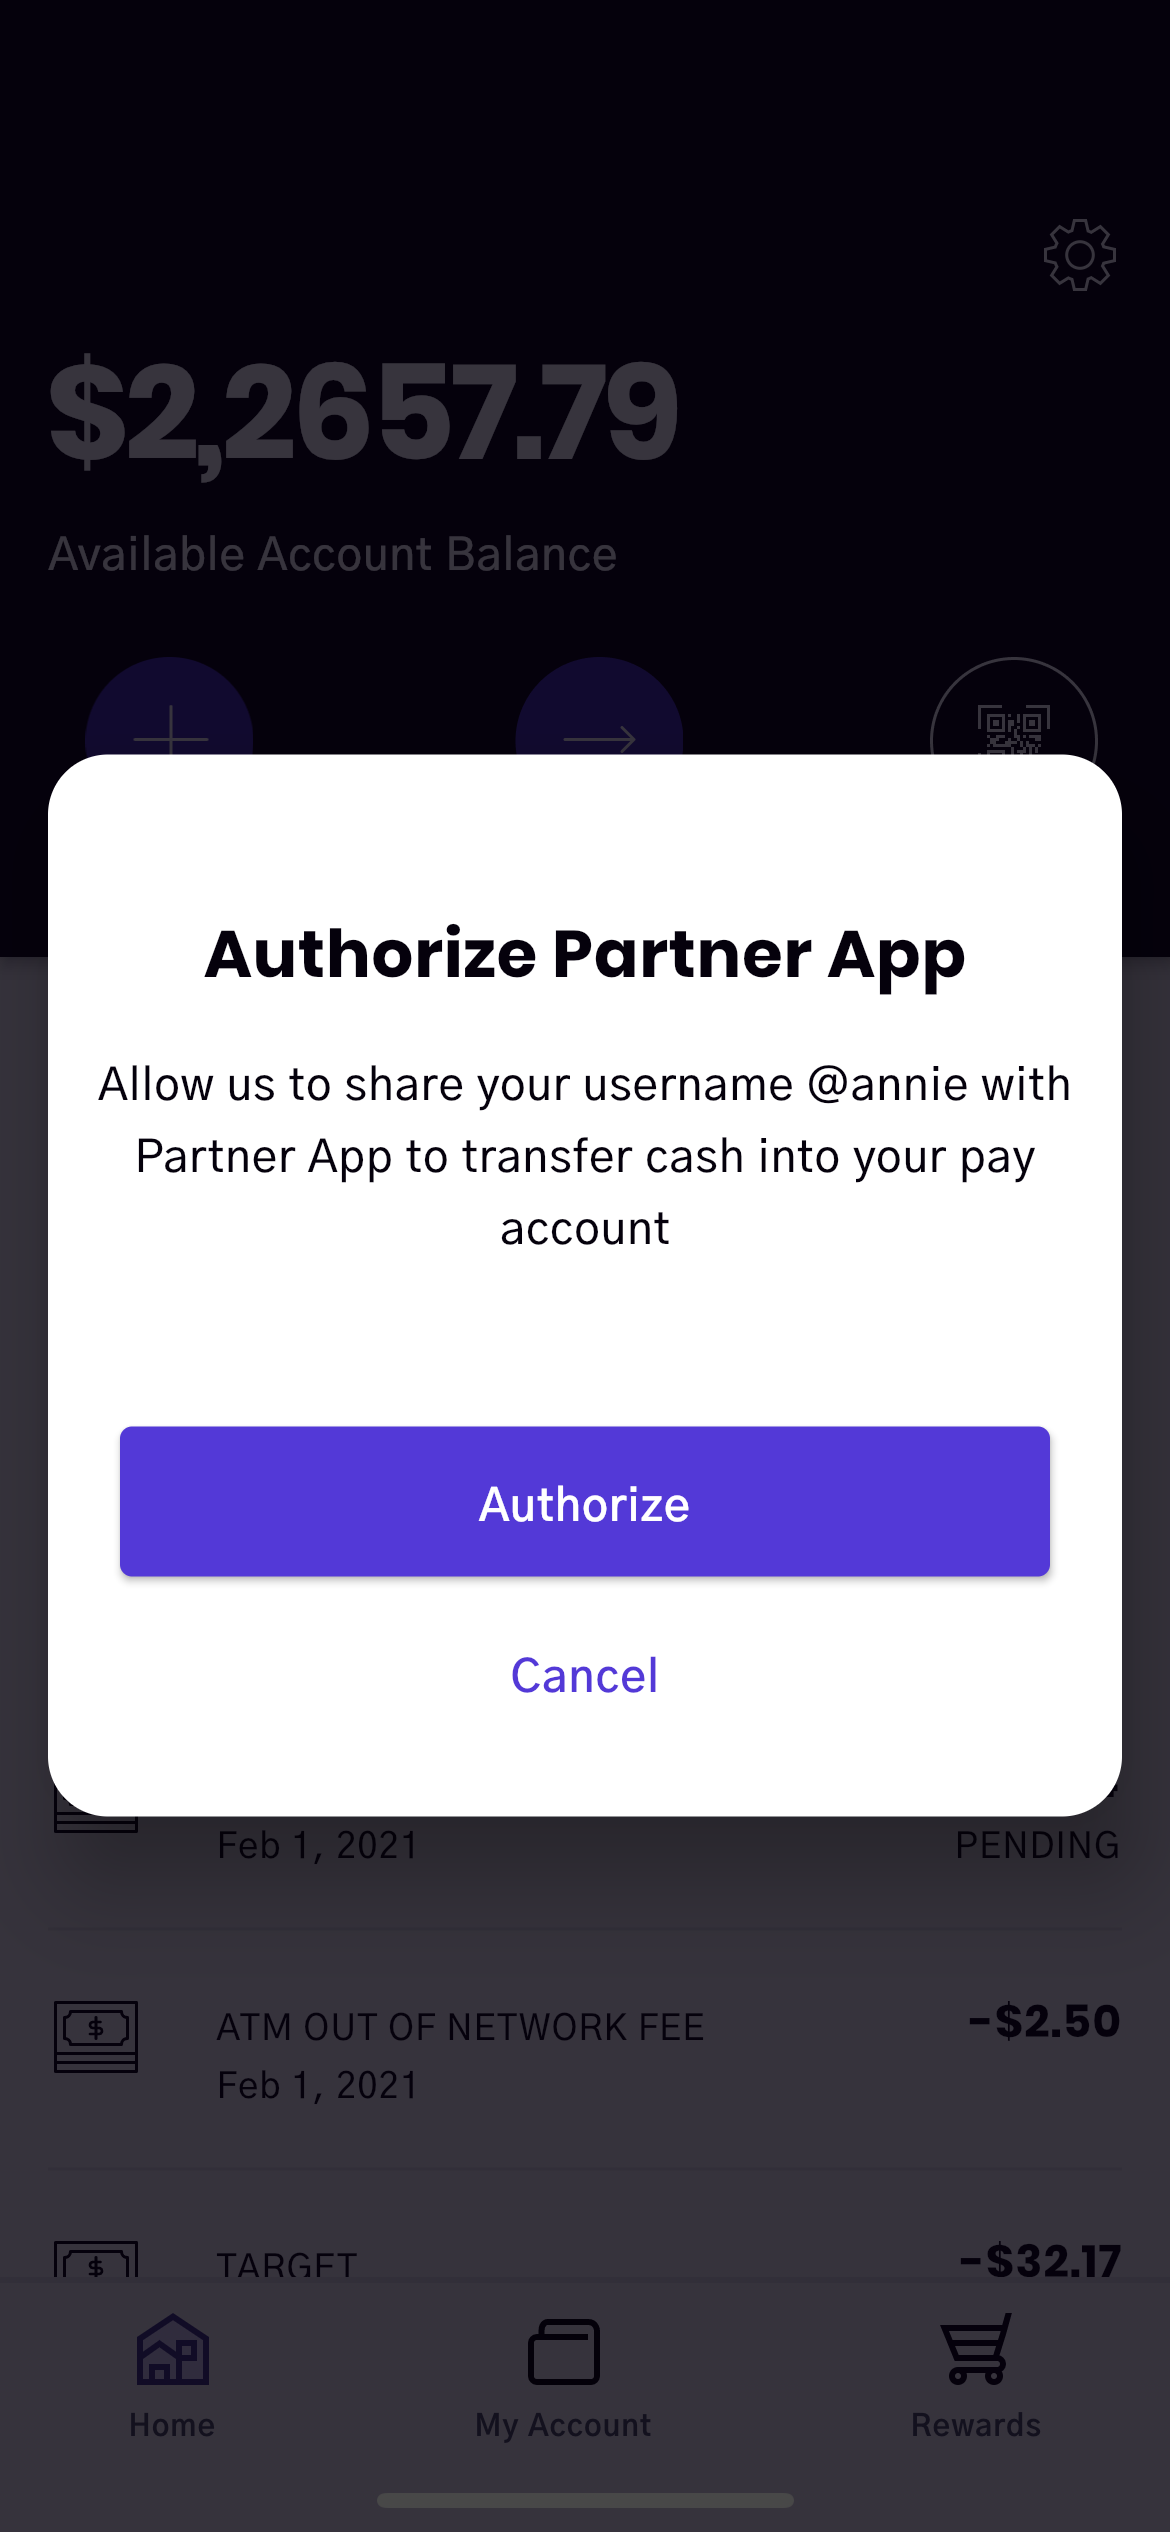 $2,2657.79
Available Account Balance
Authorize Partner App
Allow us to share your username @annie with
Partner App to transfer cash into your pay
account
Authorize
Cancel
Feb 1, 2021
PENDING
ATM OUT OF NETWORK FEE
-$2.50
Feb 1, 2021
TARGET
-$32.17
Home
My Account
Rewards